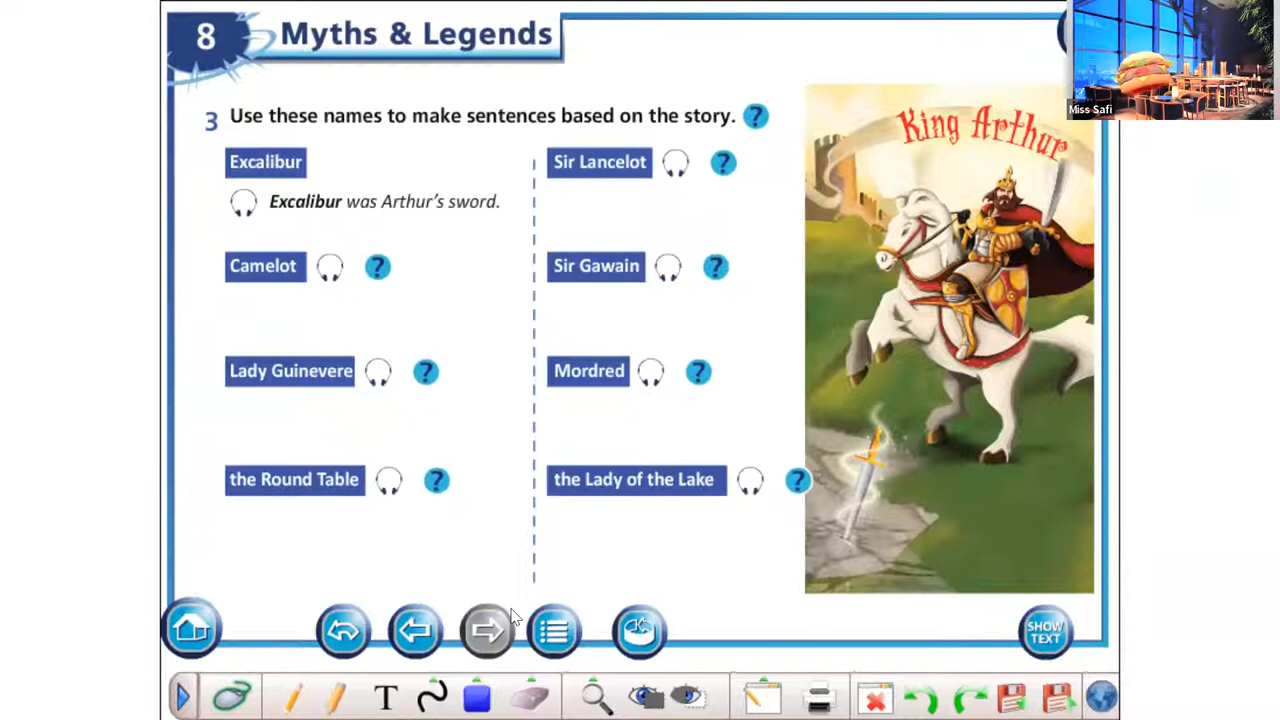 8 Myths & Legends
Miss Safi
3 Use these names to make sentences based on the story. ?
King Arthur
Excalibur
Excalibur was Arthur's sword.
Camelot ?
Lady Guinevere ?
the Round Table ?
Sir Lancelot ?
Sir Gawain ?
Mordred ?
the Lady of the Lake ?
SHOW
TEXT
T